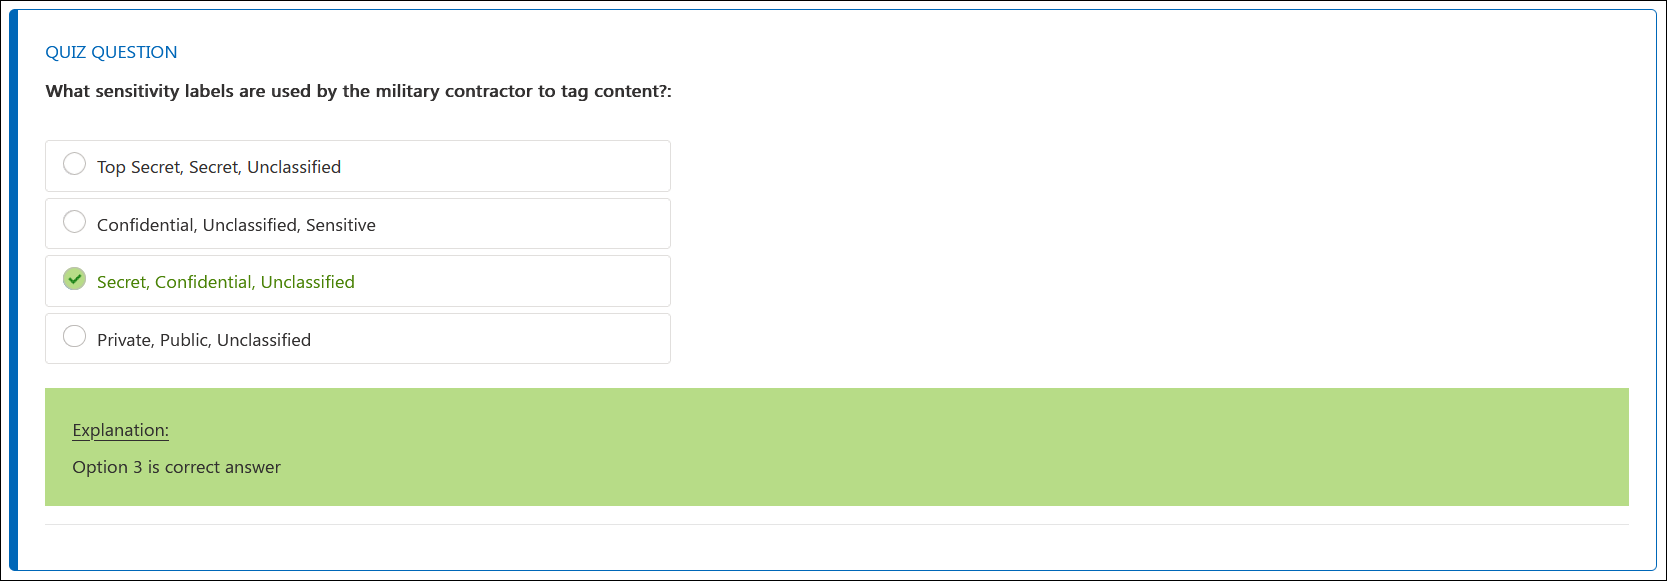 QUIZ QUESTION
What sensitivity labels are used by the military contractor to tag content?:
Top Secret, Secret, Unclassified
Confidential, Unclassified, Sensitive
Secret, Confidential, Unclassified
Private, Public, Unclassified
Explanation:
Option 3 is correct answer